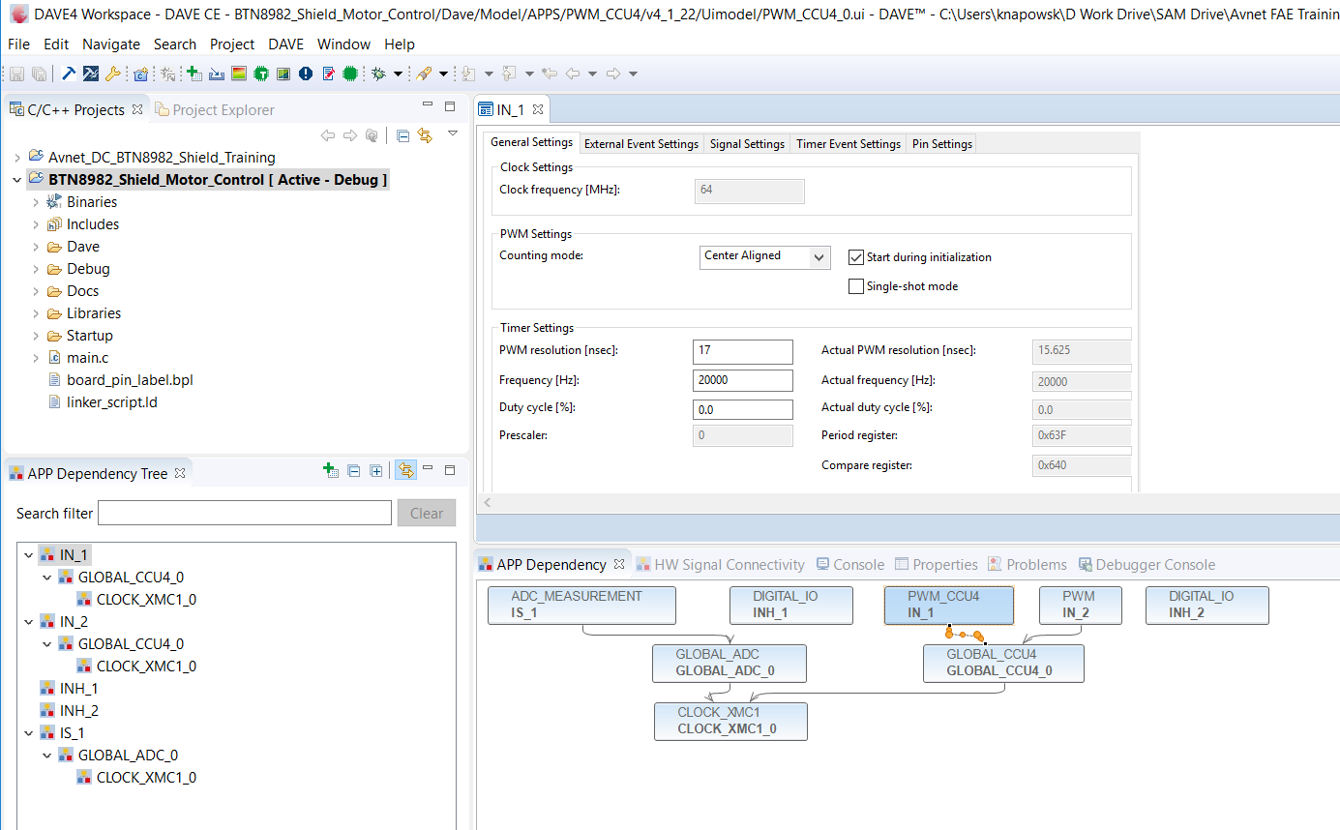 DAVE4 Workspace - DAVE CE - BTN8982_Shield_Motor_Control/Dave/Model/APPS/PWM_CCU4/v4_1_22/Uimodel/PWM_CCU4_0.ui - DAVE™ - C:\Users\knapowsk\D Work Drive\SAM Drive\Avnet FAE Trainin
File Edit Navigate Search Project DAVE Window Help
C/C++ Projects Project Explorer
Avnet_DC_BTN8982_Shield_Training
BTN8982_Shield_Motor_Control [ Active - Debug ]
Binaries
Includes
Dave
Debug
Docs
Libraries
Startup
main.c
board_pin_label.bpl
linker_script.ld
IN_1
General Settings External Event Settings Signal Settings Timer Event Settings Pin Settings
Clock Settings
Clock frequency [MHz]: 64
PWM Settings
Counting mode: Center Aligned Start during initialization
Single-shot mode
Timer Settings
PWM resolution [nsec]: 17 Actual PWM resolution [nsec]: 15.625
Frequency [Hz]: 20000 Actual frequency [Hz]: 20000
Duty cycle [%]: 0.0 Actual duty cycle [%]: 0.0
Prescaler: 0 Period register: 0x63F
Compare register: 0x640
APP Dependency Tree
Search filter Clear
IN_1
GLOBAL_CCU4_0
CLOCK_XMC1_0
IN_2
GLOBAL_CCU4_0
CLOCK_XMC1_0
INH_1
INH_2
IS_1
GLOBAL_ADC_0
CLOCK_XMC1_0
APP Dependency HW Signal Connectivity Console Properties Problems Debugger Console
ADC_MEASUREMENT DIGITAL_IO PWM_CCU4 PWM DIGITAL_IO
IS_1 INH_1 IN_1 IN_2 INH_2
GLOBAL_ADC GLOBAL_CCU4
GLOBAL_ADC_0 GLOBAL_CCU4_0
CLOCK_XMC1
CLOCK_XMC1_0